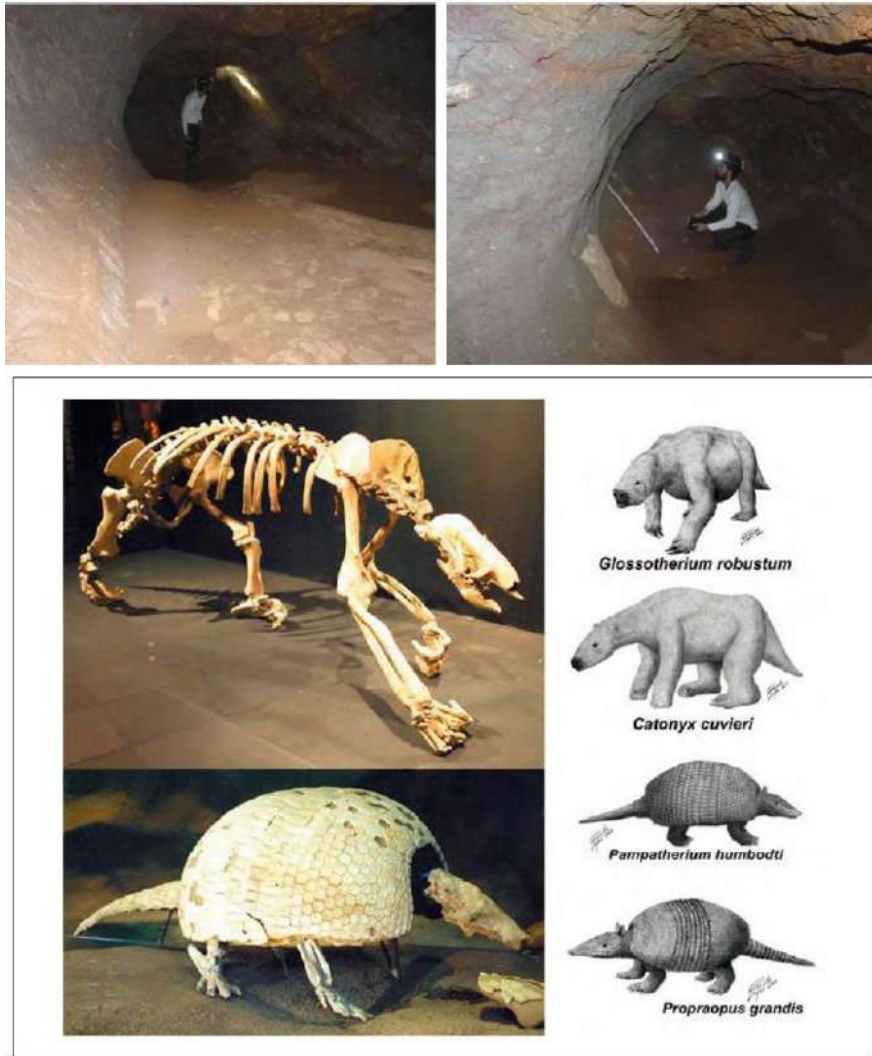 Glossotherium robustum
Catonyx cuvieri
Pampatherium humbodti
Propraopus grandis